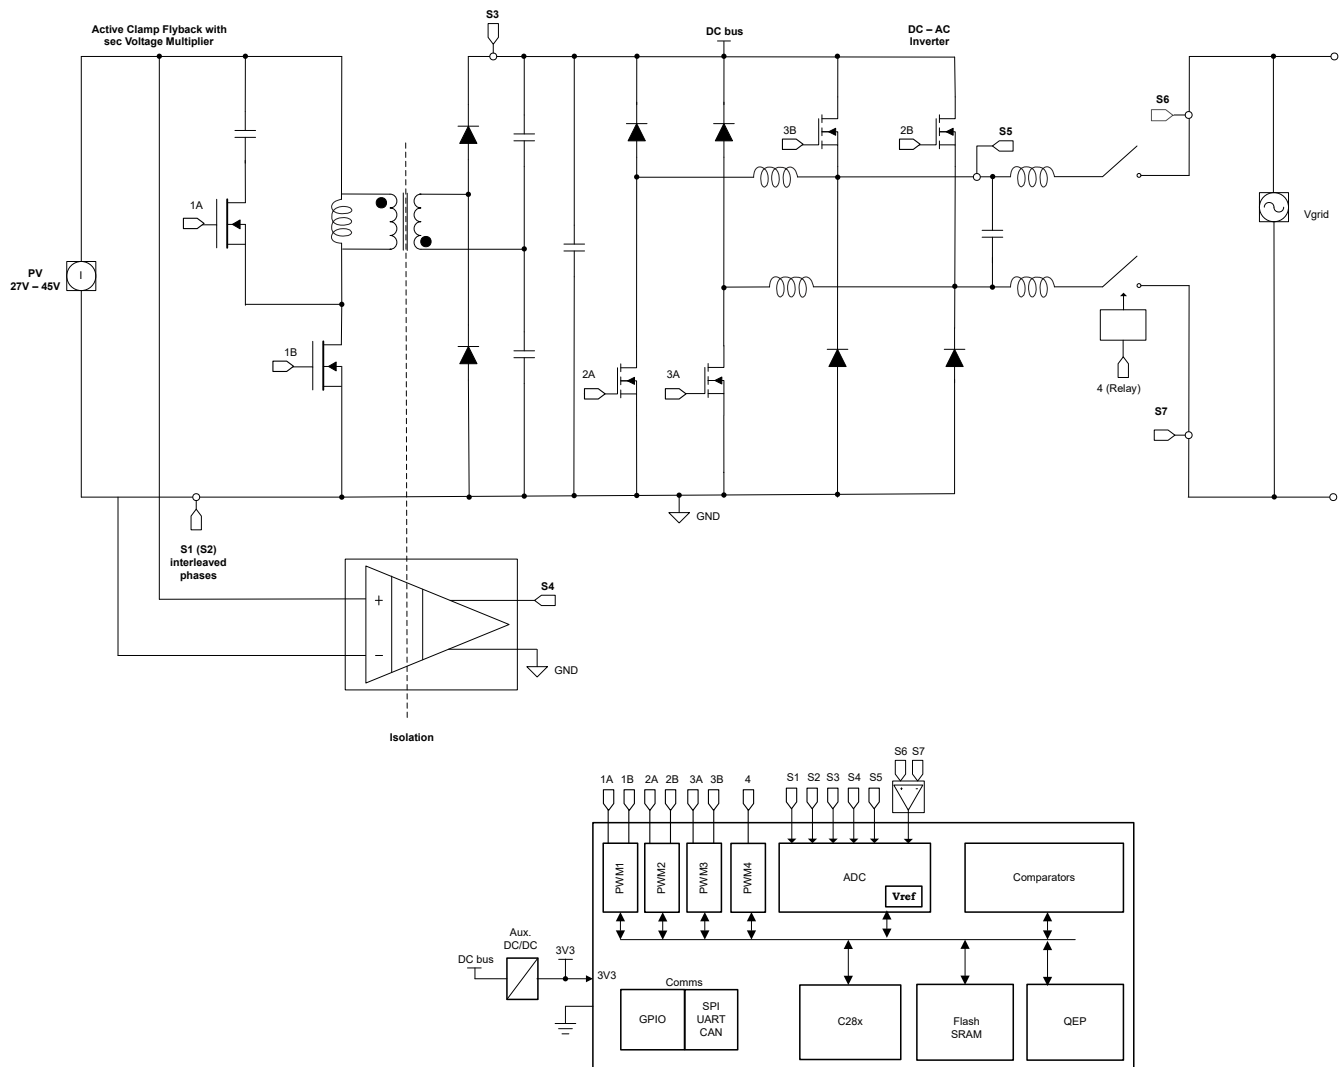 Active Clamp Flyback with
sec Voltage Multiplier
S3
DC bus
DC – AC
Inverter
S6
3B
2B
S5
1A
Vgrid
PV
27V – 45V
1B
2A
3A
4 (Relay)
S7
GND
S1 (S2)
interleaved
phases
S4
+
−
GND
Isolation
S6 S7
1A 1B 2A 2B 3A 3B 4 S1 S2 S3 S4 S5
+ -
PWM1
PWM2
PWM3
PWM4
ADC
Vref
Comparators
Aux.
DC/DC
DC bus
3V3
3V3
Comms
GPIO
SPI
UART
CAN
C28x
Flash
SRAM
QEP